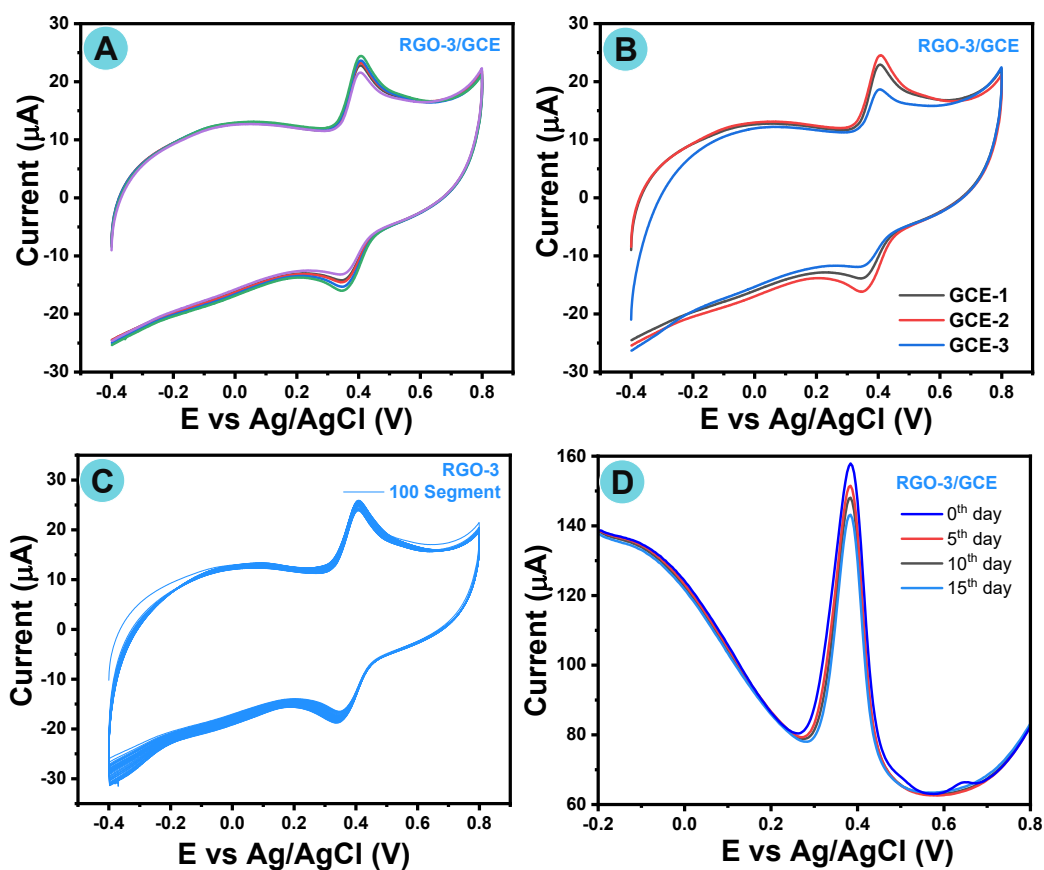 A
RGO-3/GCE
30
20
10
0
-10
-20
-30
Current (μA)
-0.4 -0.2 0.0 0.2 0.4 0.6 0.8
E vs Ag/AgCl (V)
B
RGO-3/GCE
30
20
10
0
-10
-20
-30
Current (μA)
GCE-1
GCE-2
GCE-3
-0.4 -0.2 0.0 0.2 0.4 0.6 0.8
E vs Ag/AgCl (V)
C
RGO-3
100 Segment
30
20
10
0
-10
-20
-30
Current (μA)
-0.4 -0.2 0.0 0.2 0.4 0.6 0.8
E vs Ag/AgCl (V)
D
RGO-3/GCE
0th day
5th day
10th day
15th day
160
140
120
100
80
60
Current (μA)
-0.2 0.0 0.2 0.4 0.6 0.8
E vs Ag/AgCl (V)